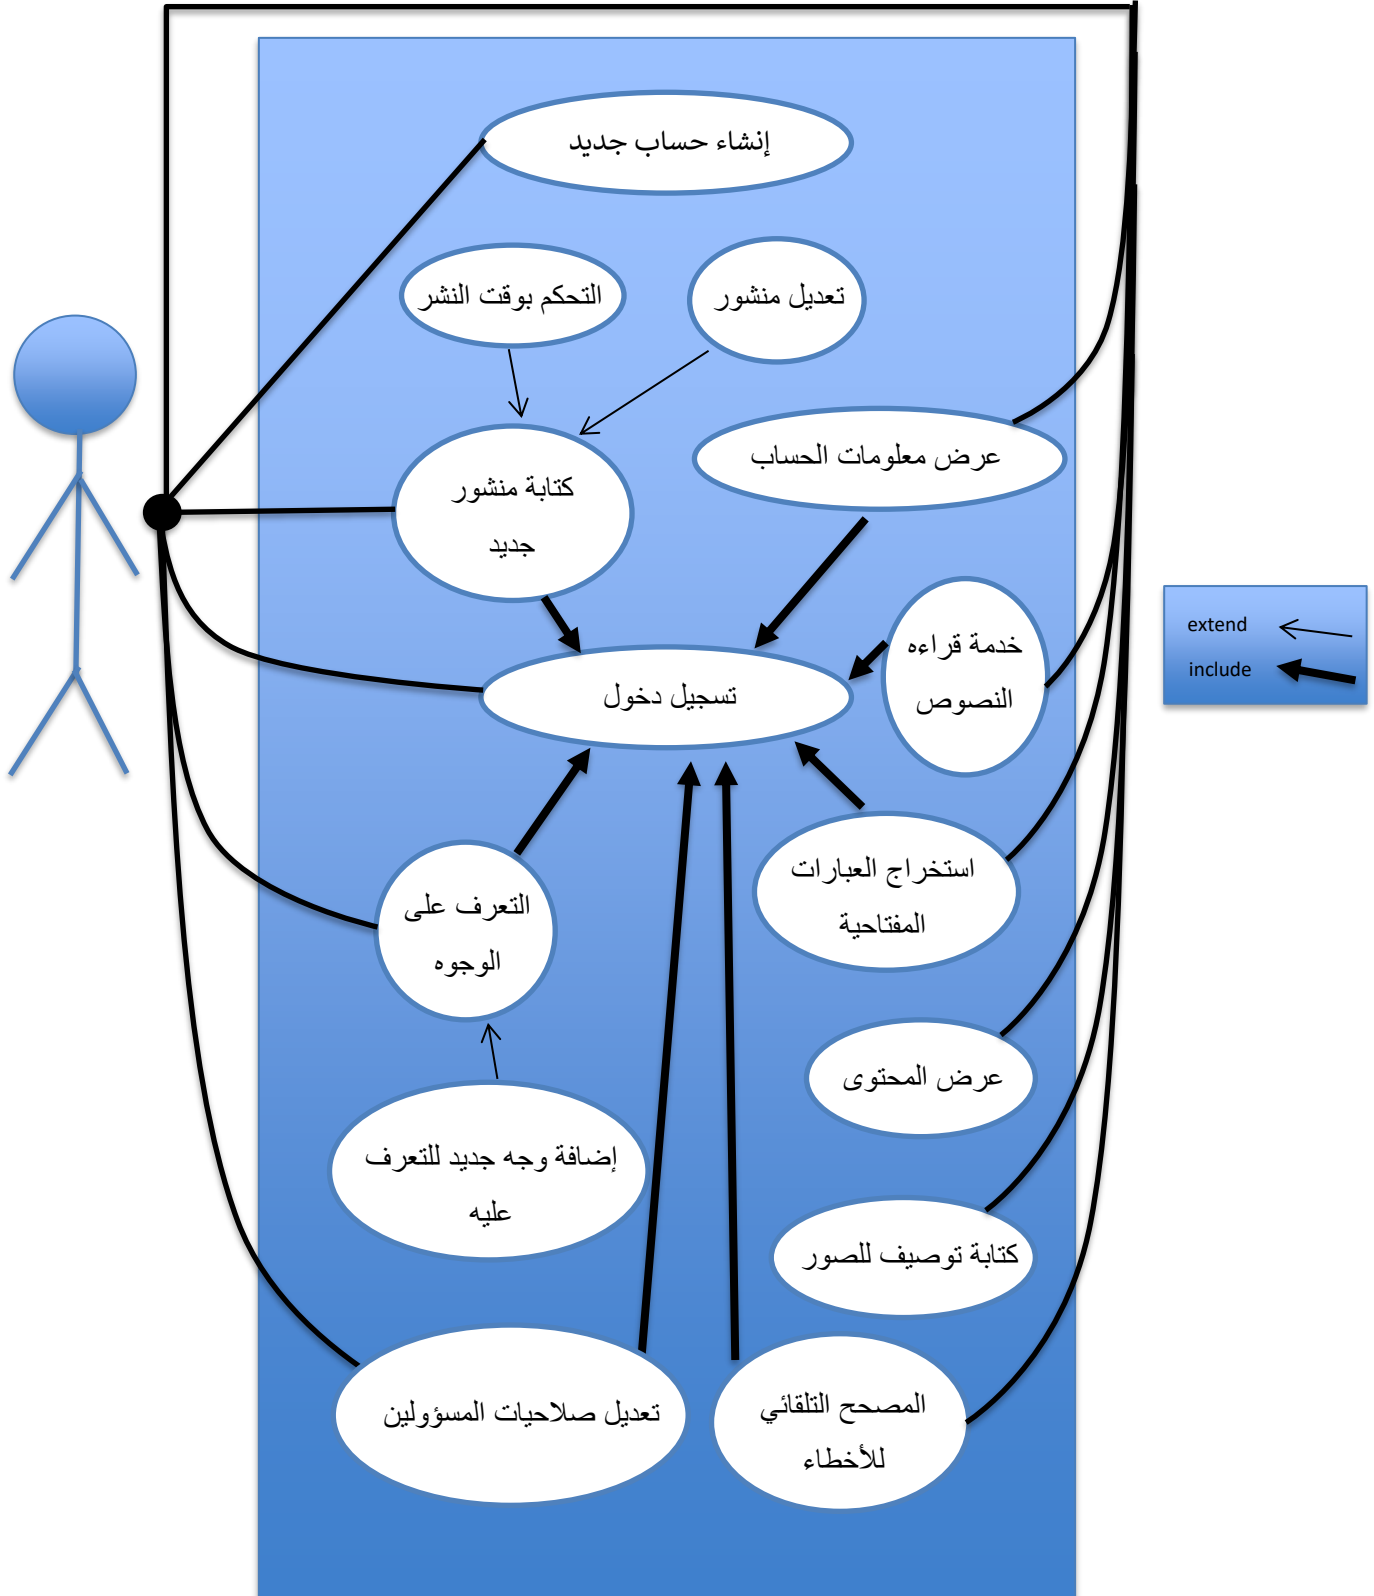 إنشاء حساب جديد
تعديل منشور
التحكم بوقت النشر
عرض معلومات الحساب
كتابة منشور
جديد
خدمة قراءه
النصوص
extend
include
تسجيل دخول
استخراج العبارات
المفتاحية
التعرف على
الوجوه
عرض المحتوى
إضافة وجه جديد للتعرف
عليه
كتابة توصيف للصور
المصحح التلقائي
للأخطاء
تعديل صلاحيات المسؤولين